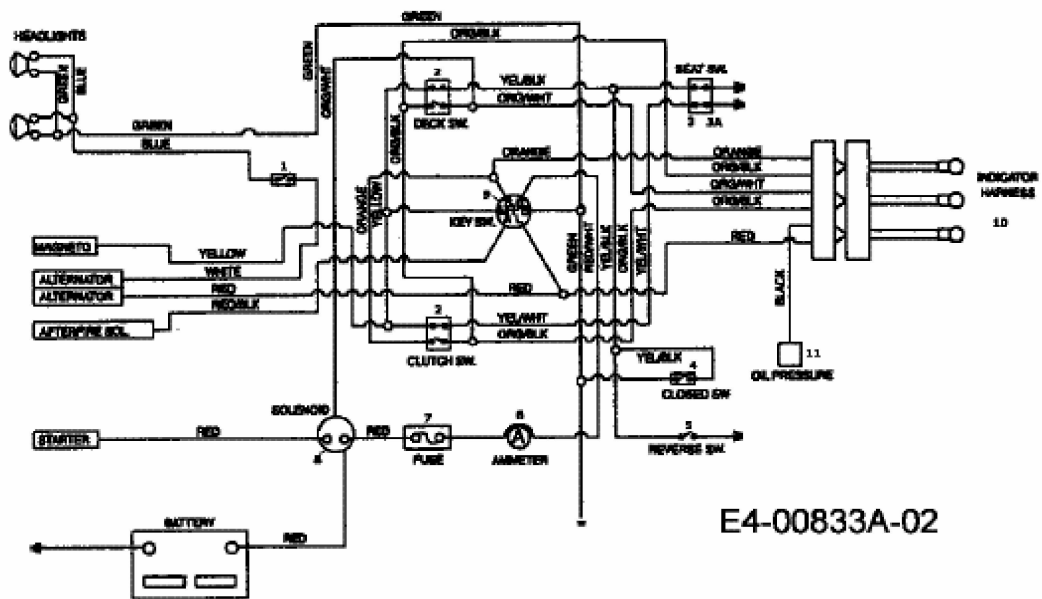 HEADLIGHTS
GREEN
ORG/BLK
GREEN
BLUE
GREEN
ORG/WHT
2
DECK SW.
YEL/BLK
ORG/WHT
SEAT SW.
3 3A
GREEN
BLUE
1
ORG/BLK
ORANGE
ORANGE
ORG/BLK
ORG/WHT
ORG/BLK
RED
INDICATOR
HARNESS
10
ORANGE
YELLOW
9
KEY SW.
GREEN
RED/WHT
YEL/BLK
ORG/BLK
YEL/WHT
MAGNETO
YELLOW
ALTERNATOR
WHITE
ALTERNATOR
RED
RED
RED/BLK
AFTERFIRE SOL.
2
YEL/WHT
ORG/BLK
CLUTCH SW.
BLACK
11
OIL PRESSURE
YEL/BLK
4
CLOSED SW
SOLENOID
STARTER
RED
RED
7
FUSE
6
A
AMMETER
5
REVERSE SW.
BATTERY
RED
E4-00833A-02